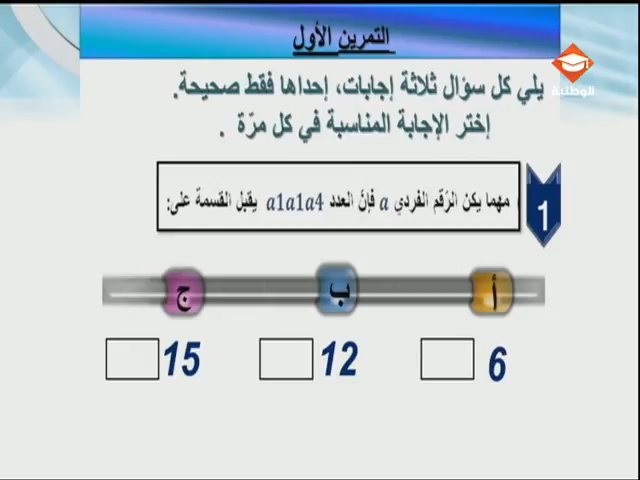 التمرين الأول
الوطنية
يلي كل سؤال ثلاثة إجابات، إحداها فقط صحيحة.
إختر الإجابة المناسبة في كل مرّة .
1
مهما يكن الرّقم الفردي a فإنّ العدد a1a1a4 يقبل القسمة على:
أ ب ج
6 12 15